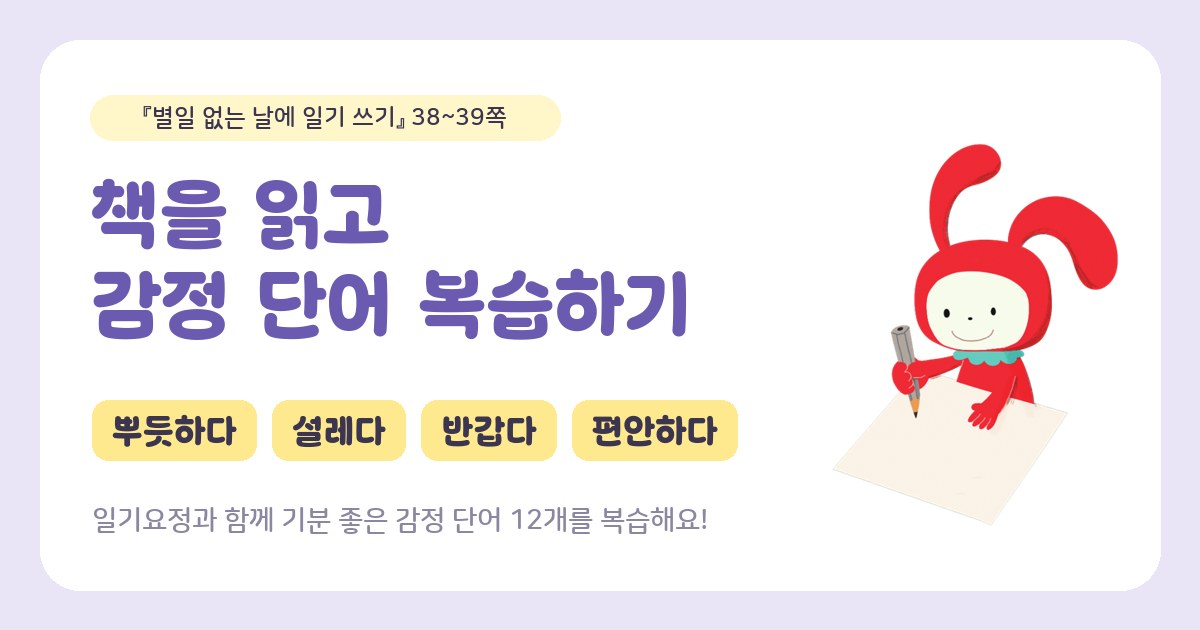 『별일 없는 날에 일기 쓰기』 38~39쪽
책을 읽고
감정 단어 복습하기
뿌듯하다 설레다 반갑다 편안하다
일기요정과 함께 기분 좋은 감정 단어 12개를 복습해요!